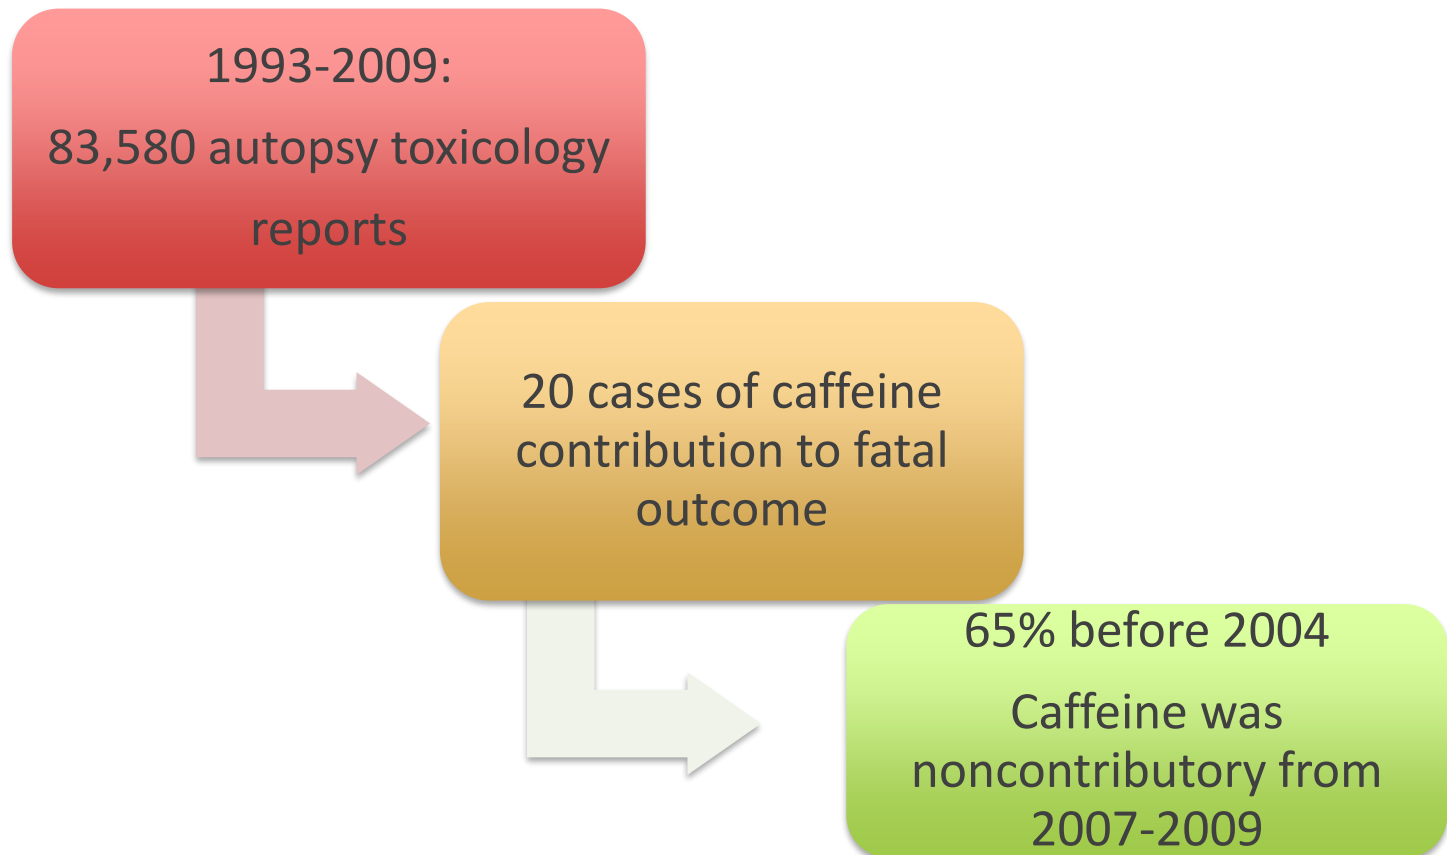 1993-2009:
83,580 autopsy toxicology
reports
20 cases of caffeine
contribution to fatal
outcome
65% before 2004
Caffeine was
noncontributory from
2007-2009